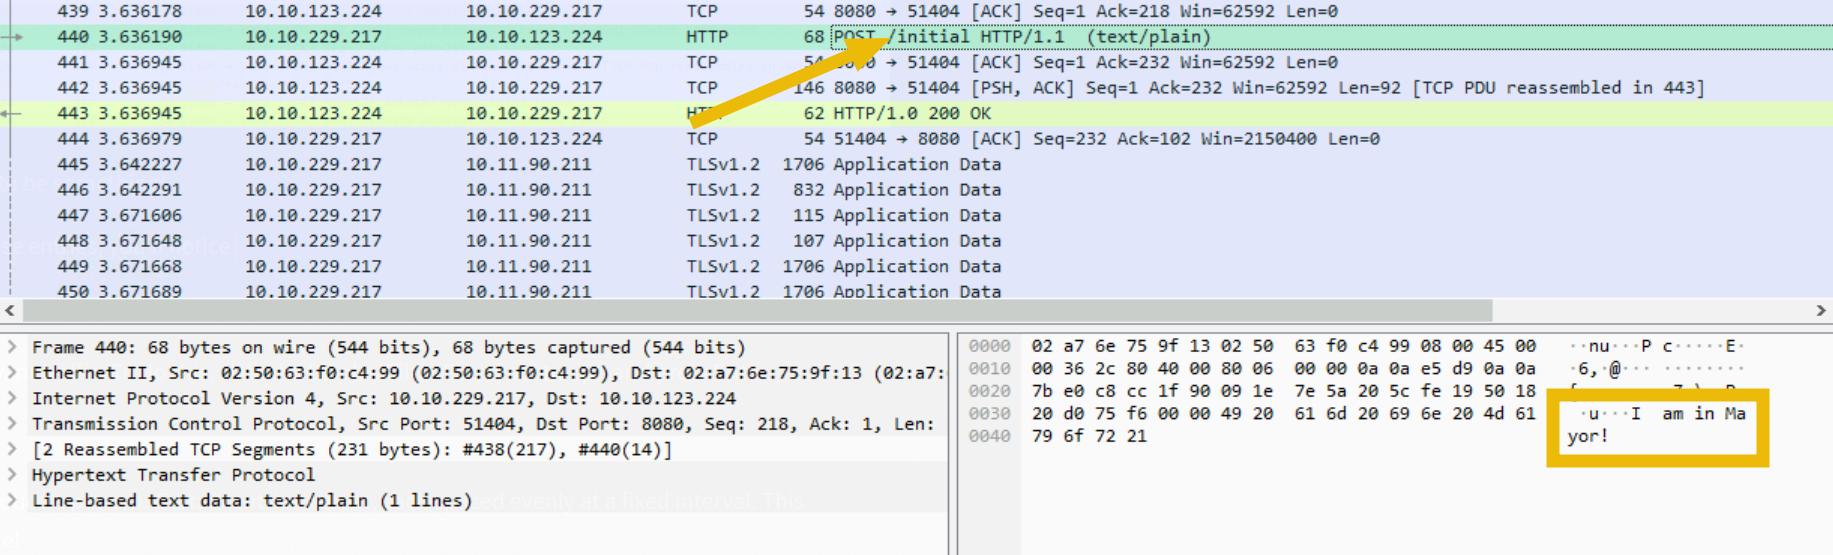 439 3.636178 10.10.123.224 10.10.229.217 TCP 54 8080 → 51404 [ACK] Seq=1 Ack=218 Win=62592 Len=0
440 3.636190 10.10.229.217 10.10.123.224 HTTP 68 POST /initial HTTP/1.1 (text/plain)
441 3.636945 10.10.123.224 10.10.229.217 TCP 54 8080 → 51404 [ACK] Seq=1 Ack=232 Win=62592 Len=0
442 3.636945 10.10.123.224 10.10.229.217 TCP 146 8080 → 51404 [PSH, ACK] Seq=1 Ack=232 Win=62592 Len=92 [TCP PDU reassembled in 443]
443 3.636945 10.10.123.224 10.10.229.217 HTTP 62 HTTP/1.0 200 OK
444 3.636979 10.10.229.217 10.10.123.224 TCP 54 51404 → 8080 [ACK] Seq=232 Ack=102 Win=2150400 Len=0
445 3.642227 10.10.229.217 10.11.90.211 TLSv1.2 1706 Application Data
446 3.642291 10.10.229.217 10.11.90.211 TLSv1.2 832 Application Data
447 3.671606 10.10.229.217 10.11.90.211 TLSv1.2 115 Application Data
448 3.671648 10.10.229.217 10.11.90.211 TLSv1.2 107 Application Data
449 3.671668 10.10.229.217 10.11.90.211 TLSv1.2 1706 Application Data
450 3.671689 10.10.229.217 10.11.90.211 TLSv1.2 1706 Application Data
Frame 440: 68 bytes on wire (544 bits), 68 bytes captured (544 bits)
Ethernet II, Src: 02:50:63:f0:c4:99 (02:50:63:f0:c4:99), Dst: 02:a7:6e:75:9f:13 (02:a7:
Internet Protocol Version 4, Src: 10.10.229.217, Dst: 10.10.123.224
Transmission Control Protocol, Src Port: 51404, Dst Port: 8080, Seq: 218, Ack: 1, Len:
[2 Reassembled TCP Segments (231 bytes): #438(217), #440(14)]
Hypertext Transfer Protocol
Line-based text data: text/plain (1 lines)
evenly at a fixed interval. This
0000 02 a7 6e 75 9f 13 02 50 63 f0 c4 99 08 00 45 00 ··nu···P c·····E·
0010 00 36 2c 80 40 00 80 06 00 00 0a 0a e5 d9 0a 0a ·6,·@··· ········
0020 7b e0 c8 cc 1f 90 09 1e 7e 5a 20 5c fe 19 50 18
0030 20 d0 75 f6 00 00 49 20 61 6d 20 69 6e 20 4d 61 ·u···I am in Ma
0040 79 6f 72 21 yor!